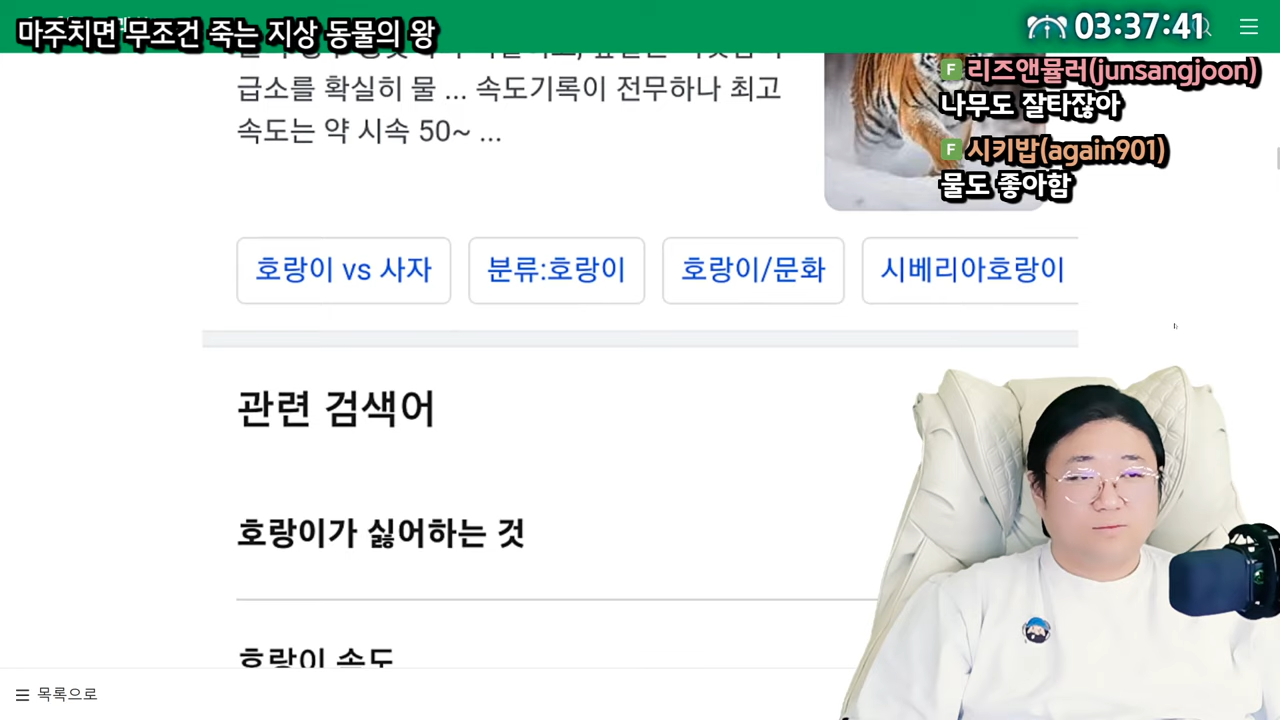 마주치면 무조건 죽는 지상 동물의 왕
03:37:41
F 리즈앤뮬러(junsangjoon)
나무도 잘타잖아
F 시키밥(again901)
물도 좋아함
급소를 확실히 물 ... 속도기록이 전무하나 최고
속도는 약 시속 50~ ...
호랑이 vs 사자
분류:호랑이
호랑이/문화
시베리아호랑이
관련 검색어
호랑이가 싫어하는 것
호랑이 속도
목록으로